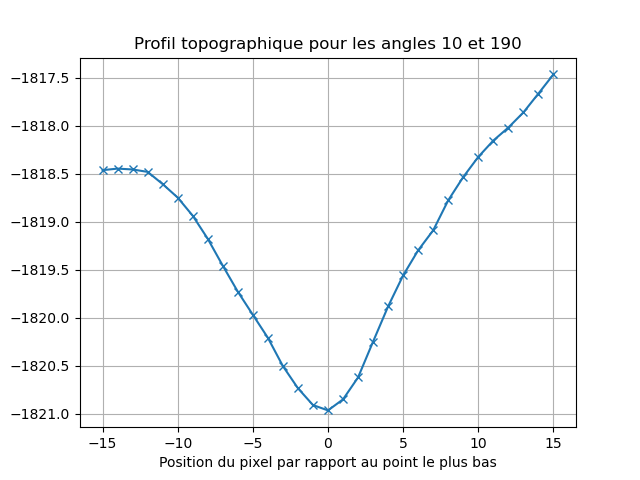 Profil topographique pour les angles 10 et 190
−1817.5
−1818.0
−1818.5
−1819.0
−1819.5
−1820.0
−1820.5
−1821.0
−15 −10 −5 0 5 10 15
Position du pixel par rapport au point le plus bas